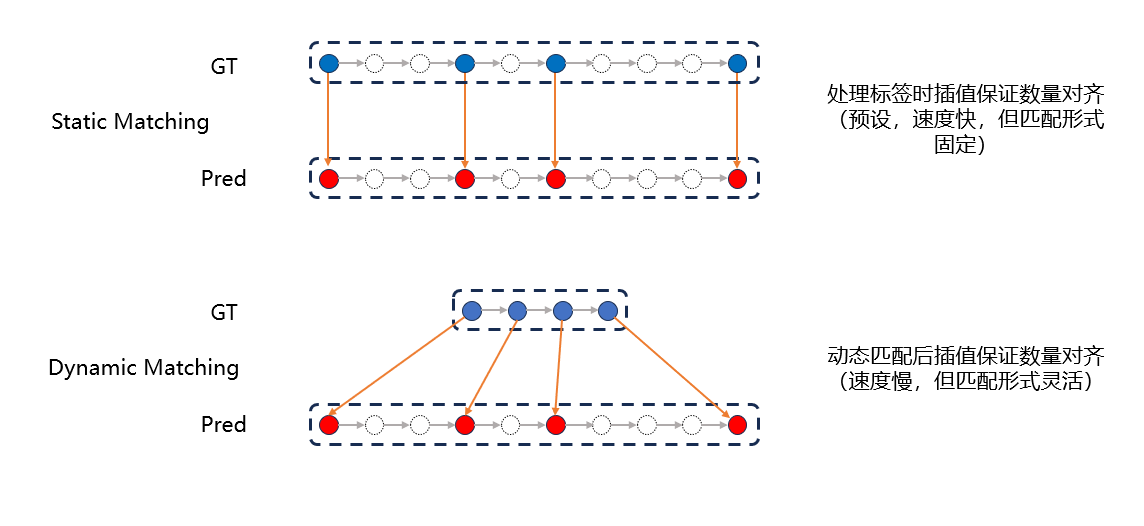 GT
Static Matching
Pred
处理标签时插值保证数量对齐
（预设，速度快，但匹配形式
固定）
GT
Dynamic Matching
Pred
动态匹配后插值保证数量对齐
（速度慢，但匹配形式灵活）